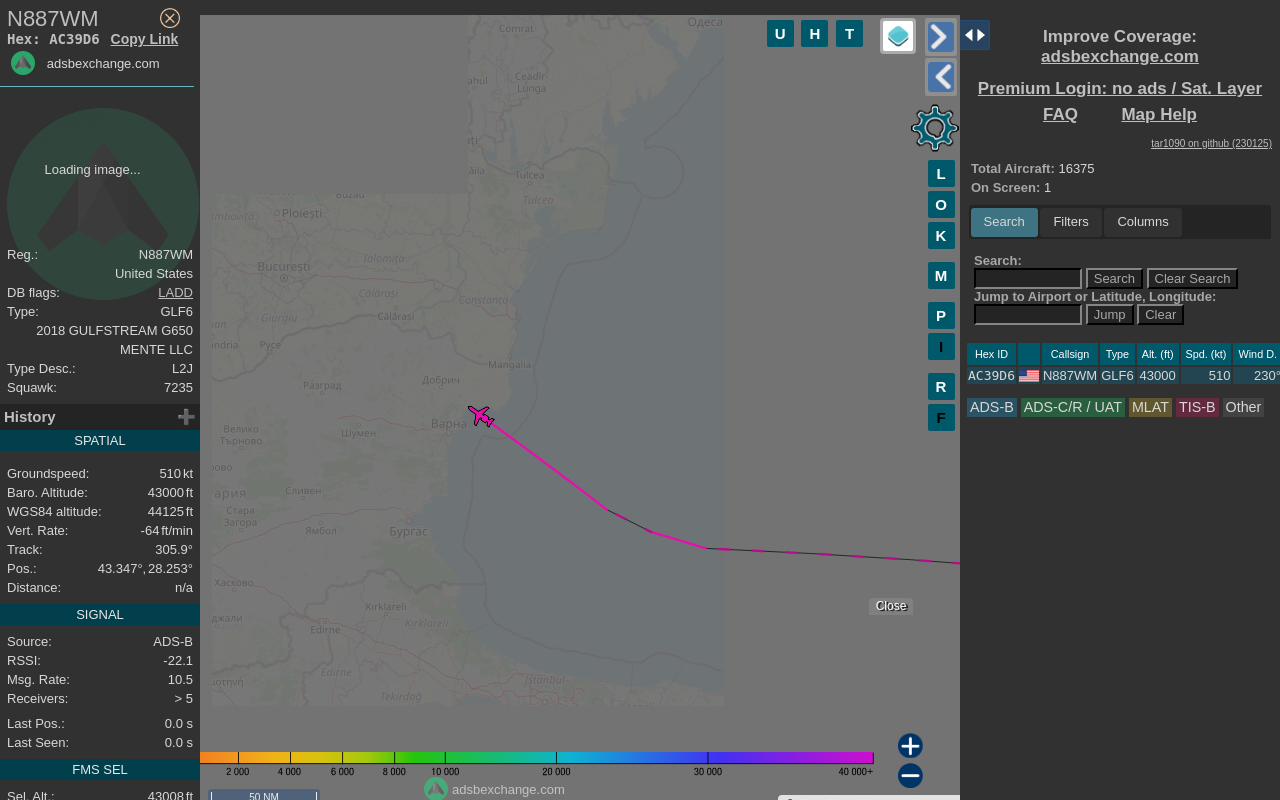 N887WM
Hex: AC39D6 Copy Link
adsbexchange.com
Loading image...
Reg.: N887WM
United States
DB flags: LADD
Type: GLF6
2018 GULFSTREAM G650
MENTE LLC
Type Desc.: L2J
Squawk: 7235
History
SPATIAL
Groundspeed: 510 kt
Baro. Altitude: 43000 ft
WGS84 altitude: 44125 ft
Vert. Rate: -64 ft/min
Track: 305.9°
Pos.: 43.347°, 28.253°
Distance: n/a
SIGNAL
Source: ADS-B
RSSI: -22.1
Msg. Rate: 10.5
Receivers: > 5
Last Pos.: 0.0 s
Last Seen: 0.0 s
FMS SEL
Sel. Alt.: 43008 ft
Одеса
Comrat
Ceadîr-
Lunga
Tulcea
Tulcea
Ploiești
București
Ialomița
Constanța
Călărași
Călărași
Giurgiu
Русе
Mangalia
Разград
Добрич
Варна
Велико
Търново
Шумен
Сливен
Стара
Загора
Ямбол
Бургас
Хасково
Kırklareli
Kırklareli
Edirne
Edirne
Tekirdağ
İstanbul
U H T
L
O
K
M
P
I
R
F
Close
2 000 4 000 6 000 8 000 10 000 20 000 30 000 40 000+
adsbexchange.com
50 NM
Improve Coverage:
adsbexchange.com
Premium Login: no ads / Sat. Layer
FAQ Map Help
tar1090 on github (230125)
Total Aircraft: 16375
On Screen: 1
Search Filters Columns
Search:
Search Clear Search
Jump to Airport or Latitude, Longitude:
Jump Clear
Hex ID Callsign Type Alt. (ft) Spd. (kt) Wind D.
AC39D6 N887WM GLF6 43000 510 230°
ADS-B ADS-C/R / UAT MLAT TIS-B Other